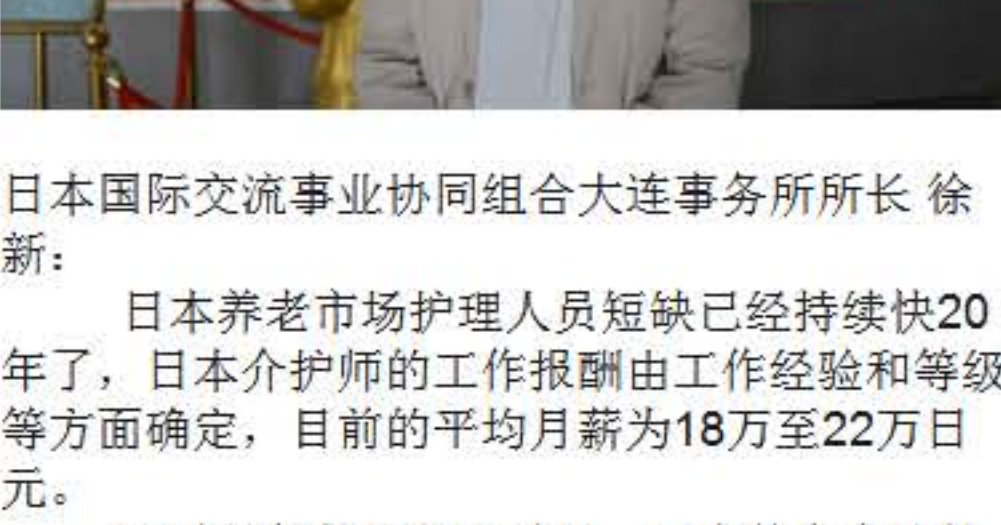 日本国际交流事业协同组合大连事务所所长 徐
新：
日本养老市场护理人员短缺已经持续快20
年了，日本介护师的工作报酬由工作经验和等级
等方面确定，目前的平均月薪为18万至22万日
元。